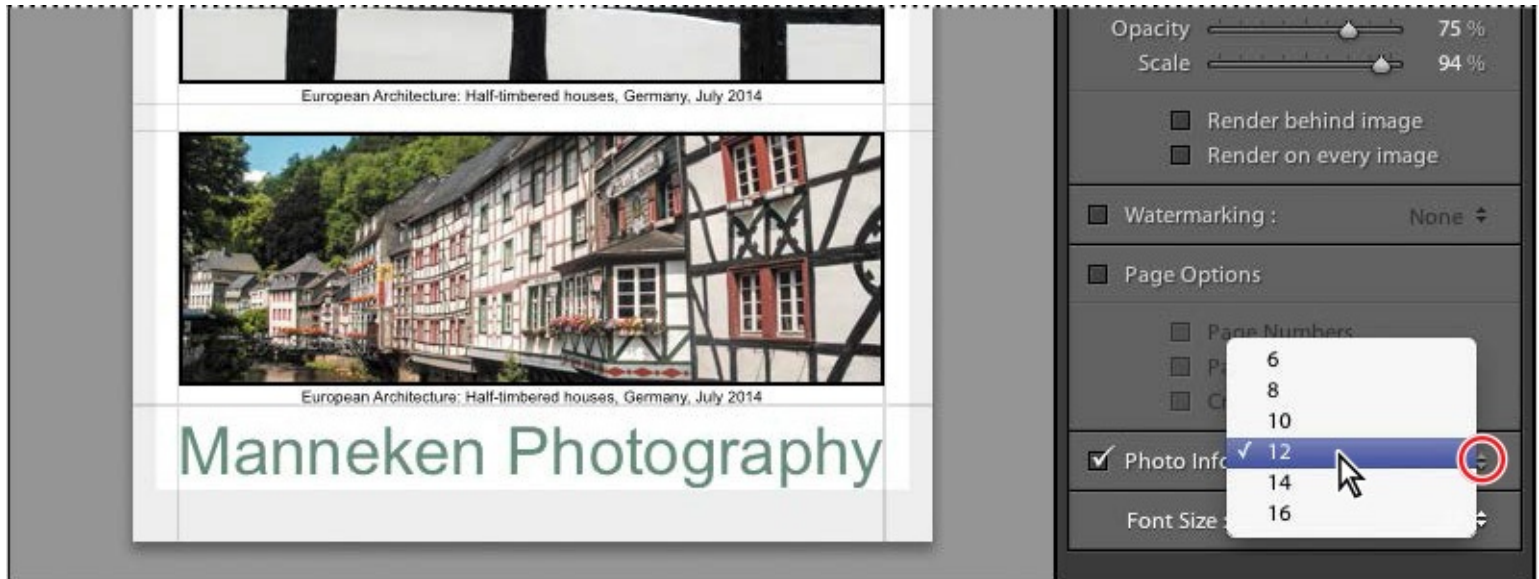 European Architecture: Half-timbered houses, Germany, July 2014
European Architecture: Half-timbered houses, Germany, July 2014
Manneken Photography
Opacity 75 %
Scale 94 %
Render behind image
Render on every image
Watermarking : None
Page Options
Page Numbers
6
8
10
✓ 12
14
16
Photo Info
Font Size :